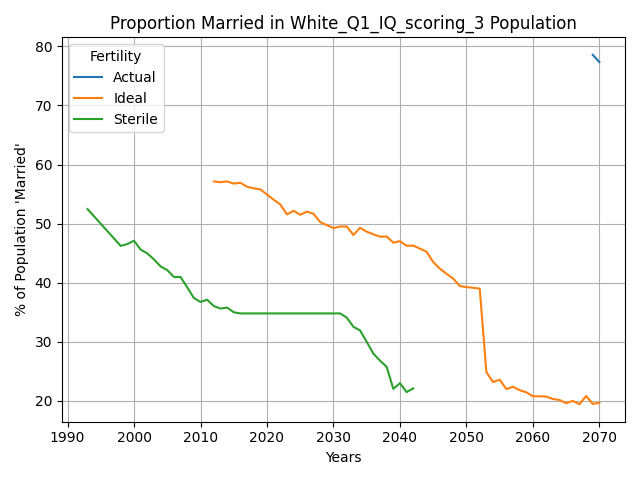 Proportion Married in White_Q1_IQ_scoring_3 Population
% of Population 'Married'
80
70
60
50
40
30
20
Fertility
Actual
Ideal
Sterile
1990 2000 2010 2020 2030 2040 2050 2060 2070
Years